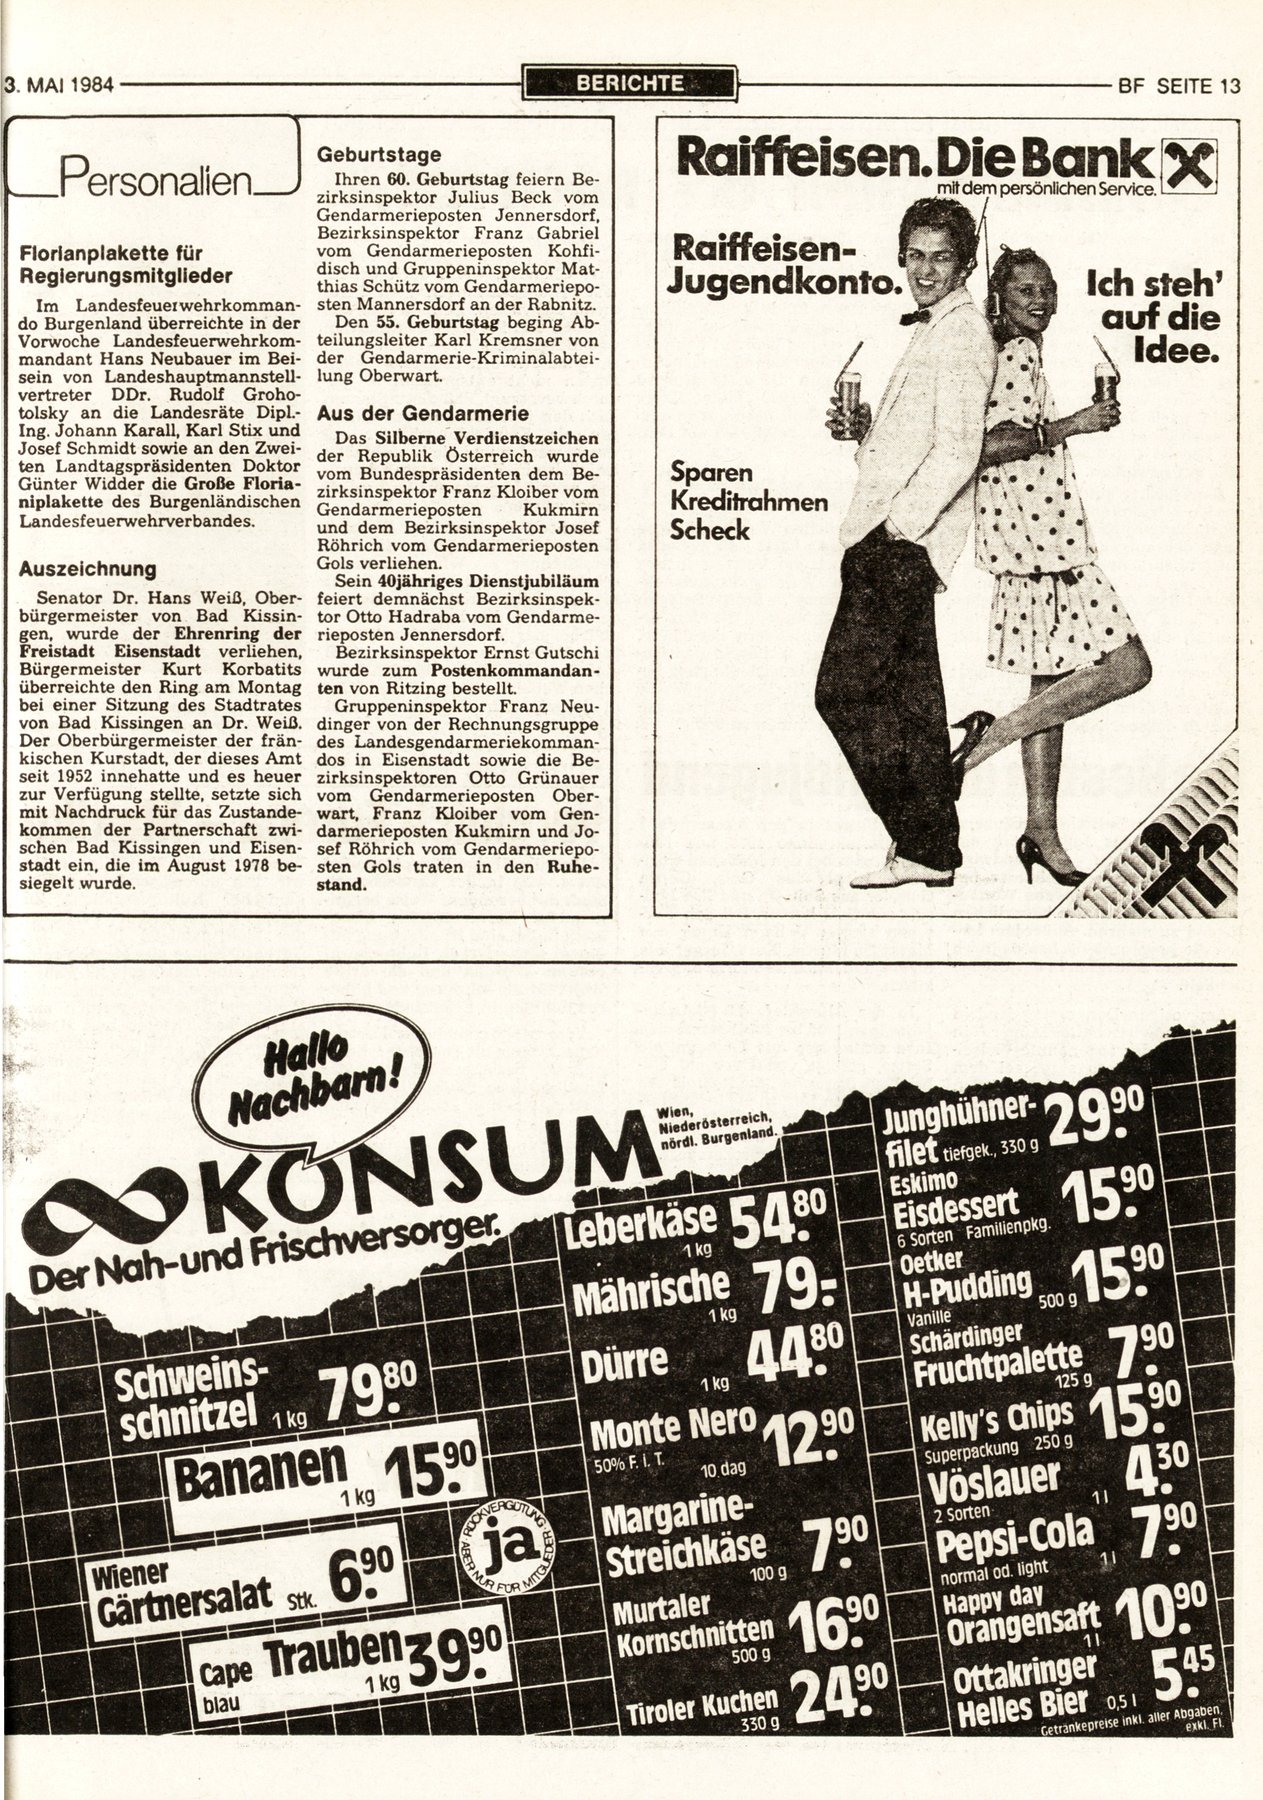 3. MAI 1984
BERICHTE
BF SEITE 13
Personalien
Florianplakette für
Regierungsmitglieder
Im Landesfeuerwehrkomman-
do Burgenland überreichte in der
Vorwoche Landesfeuerwehrkom-
mandant Hans Neubauer im Bei-
sein von Landeshauptmannstell-
vertreter DDr. Rudolf Groho-
tolsky an die Landesräte Dipl.-
Ing. Johann Karall, Karl Stix und
Josef Schmidt sowie an den Zwei-
ten Landtagspräsidenten Doktor
Günter Widder die Große Floria-
niplakette des Burgenländischen
Landesfeuerwehrverbandes.
Auszeichnung
Senator Dr. Hans Weiß, Ober-
bürgermeister von Bad Kissin-
gen, wurde der Ehrenring der
Freistadt Eisenstadt verliehen,
Bürgermeister Kurt Korbatits
überreichte den Ring am Montag
bei einer Sitzung des Stadtrates
von Bad Kissingen an Dr. Weiß.
Der Oberbürgermeister der frän-
kischen Kurstadt, der dieses Amt
seit 1952 innehatte und es heuer
zur Verfügung stellte, setzte sich
mit Nachdruck für das Zustande-
kommen der Partnerschaft zwi-
schen Bad Kissingen und Eisen-
stadt ein, die im August 1978 be-
siegelt wurde.
Geburtstage
Ihren 60. Geburtstag feiern Be-
zirksinspektor Julius Beck vom
Gendarmerieposten Jennersdorf,
Bezirksinspektor Franz Gabriel
vom Gendarmerieposten Kohfi-
disch und Gruppeninspektor Mat-
thias Schütz vom Gendarmeriepo-
sten Mannersdorf an der Rabnitz.
Den 55. Geburtstag beging Ab-
teilungsleiter Karl Kremsner von
der Gendarmerie-Kriminalabtei-
lung Oberwart.
Aus der Gendarmerie
Das Silberne Verdienstzeichen
der Republik Österreich wurde
vom Bundespräsidenten dem Be-
zirksinspektor Franz Kloiber vom
Gendarmerieposten Kukmirn
und dem Bezirksinspektor Josef
Röhrich vom Gendarmerieposten
Gols verliehen.
Sein 40jähriges Dienstjubiläum
feiert demnächst Bezirksinspek-
tor Otto Hadraba vom Gendarme-
rieposten Jennersdorf.
Bezirksinspektor Ernst Gutschi
wurde zum Postenkommandan-
ten von Ritzing bestellt.
Gruppeninspektor Franz Neu-
dinger von der Rechnungsgruppe
des Landesgendarmeriekomman-
dos in Eisenstadt sowie die Be-
zirksinspektoren Otto Grünauer
vom Gendarmerieposten Ober-
wart, Franz Kloiber vom Gen-
darmerieposten Kukmirn und Jo-
sef Röhrich vom Gendarmeriepo-
sten Gols traten in den Ruhe-
stand.
Raiffeisen. Die Bank
mit dem persönlichen Service.
Raiffeisen-
Jugendkonto.
Ich steh'
auf die
Idee.
Sparen
Kreditrahmen
Scheck
Hallo
Nachbarn!
KONSUM
Wien,
Niederösterreich,
nördl. Burgenland.
Der Nah-und Frischversorger.
Schweins-
schnitzel 1 kg 79.80
Bananen
1 kg 15.90
Wiener
Gärtnersalat Stk. 6.90
Cape Trauben
blau 1 kg 39.90
RÜCKVERGÜTUNG
ja
ABER NUR FÜR MITGLIEDER
Leberkäse
1 kg 54.80
Mährische
1 kg 79.-
Dürre
1 kg 44.80
Monte Nero
50% F. i. T. 10 dag 12.90
Margarine-
Streichkäse
100 g 7.90
Murtaler
Kornschnitten
500 g 16.90
Tiroler Kuchen
330 g 24.90
Junghühner-
filet tiefgek., 330 g 29.90
Eskimo
Eisdessert
6 Sorten Familienpkg. 15.90
Oetker
H-Pudding
Vanille 500 g 15.90
Schärdinger
Fruchtpalette
125 g 7.90
Kelly's Chips
Superpackung 250 g 15.90
Vöslauer
2 Sorten 1 l 4.30
Pepsi-Cola
normal od. light 1 l 7.90
Happy day
Orangensaft
1 l 10.90
Ottakringer
Helles Bier 0,5 l 5.45
Getränkepreise inkl. aller Abgaben,
exkl. Fl.